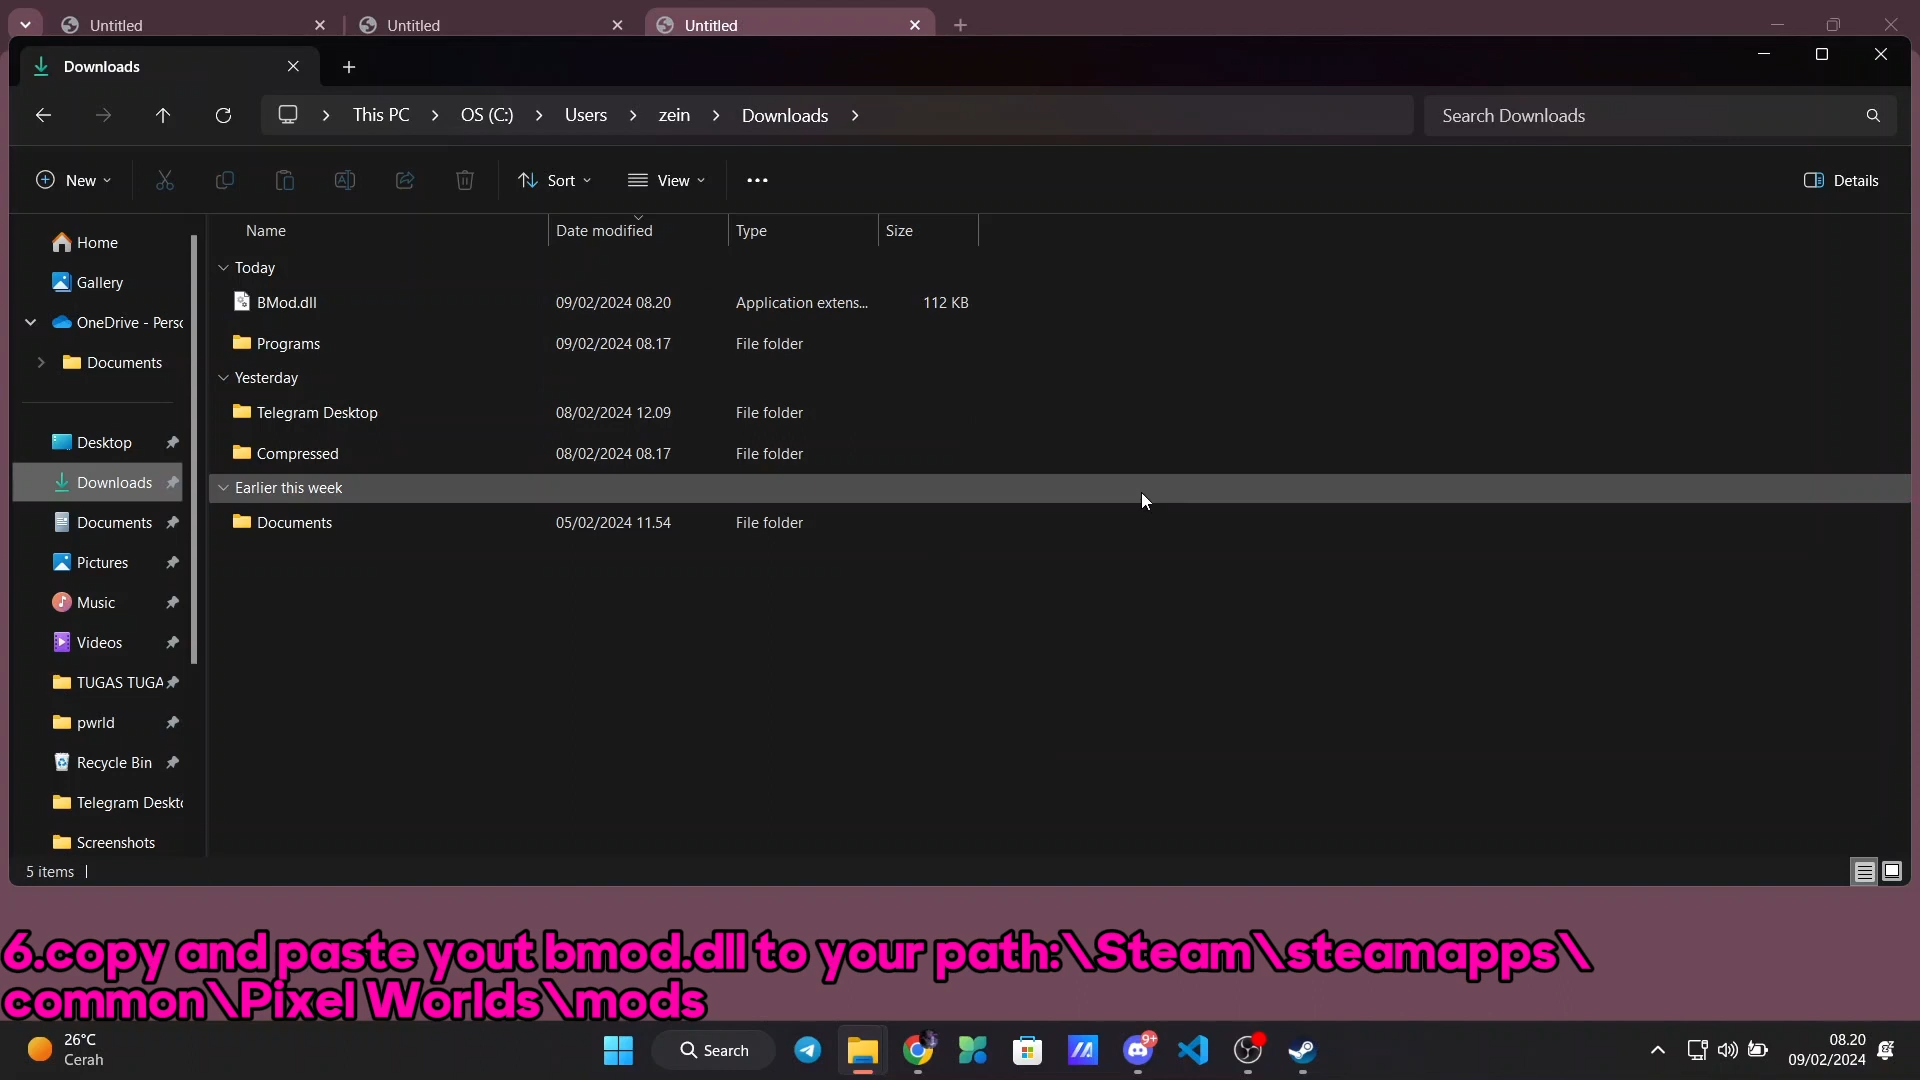 Untitled
Untitled
Untitled
Downloads
This PC > OS (C:) > Users > zein > Downloads >
Search Downloads
New
Sort
View
Details
Name Date modified Type Size
Home
Gallery
OneDrive - Persc
Documents
Desktop
Downloads
Documents
Pictures
Music
Videos
TUGAS TUGA
pwrld
Recycle Bin
Telegram Deskto
Screenshots
Today
BMod.dll 09/02/2024 08.20 Application extens... 112 KB
Programs 09/02/2024 08.17 File folder
Yesterday
Telegram Desktop 08/02/2024 12.09 File folder
Compressed 08/02/2024 08.17 File folder
Earlier this week
Documents 05/02/2024 11.54 File folder
5 items
6.copy and paste yout bmod.dll to your path:\Steam\steamapps\
common\Pixel Worlds\mods
26°C
Cerah
Search
9+
08.20
09/02/2024